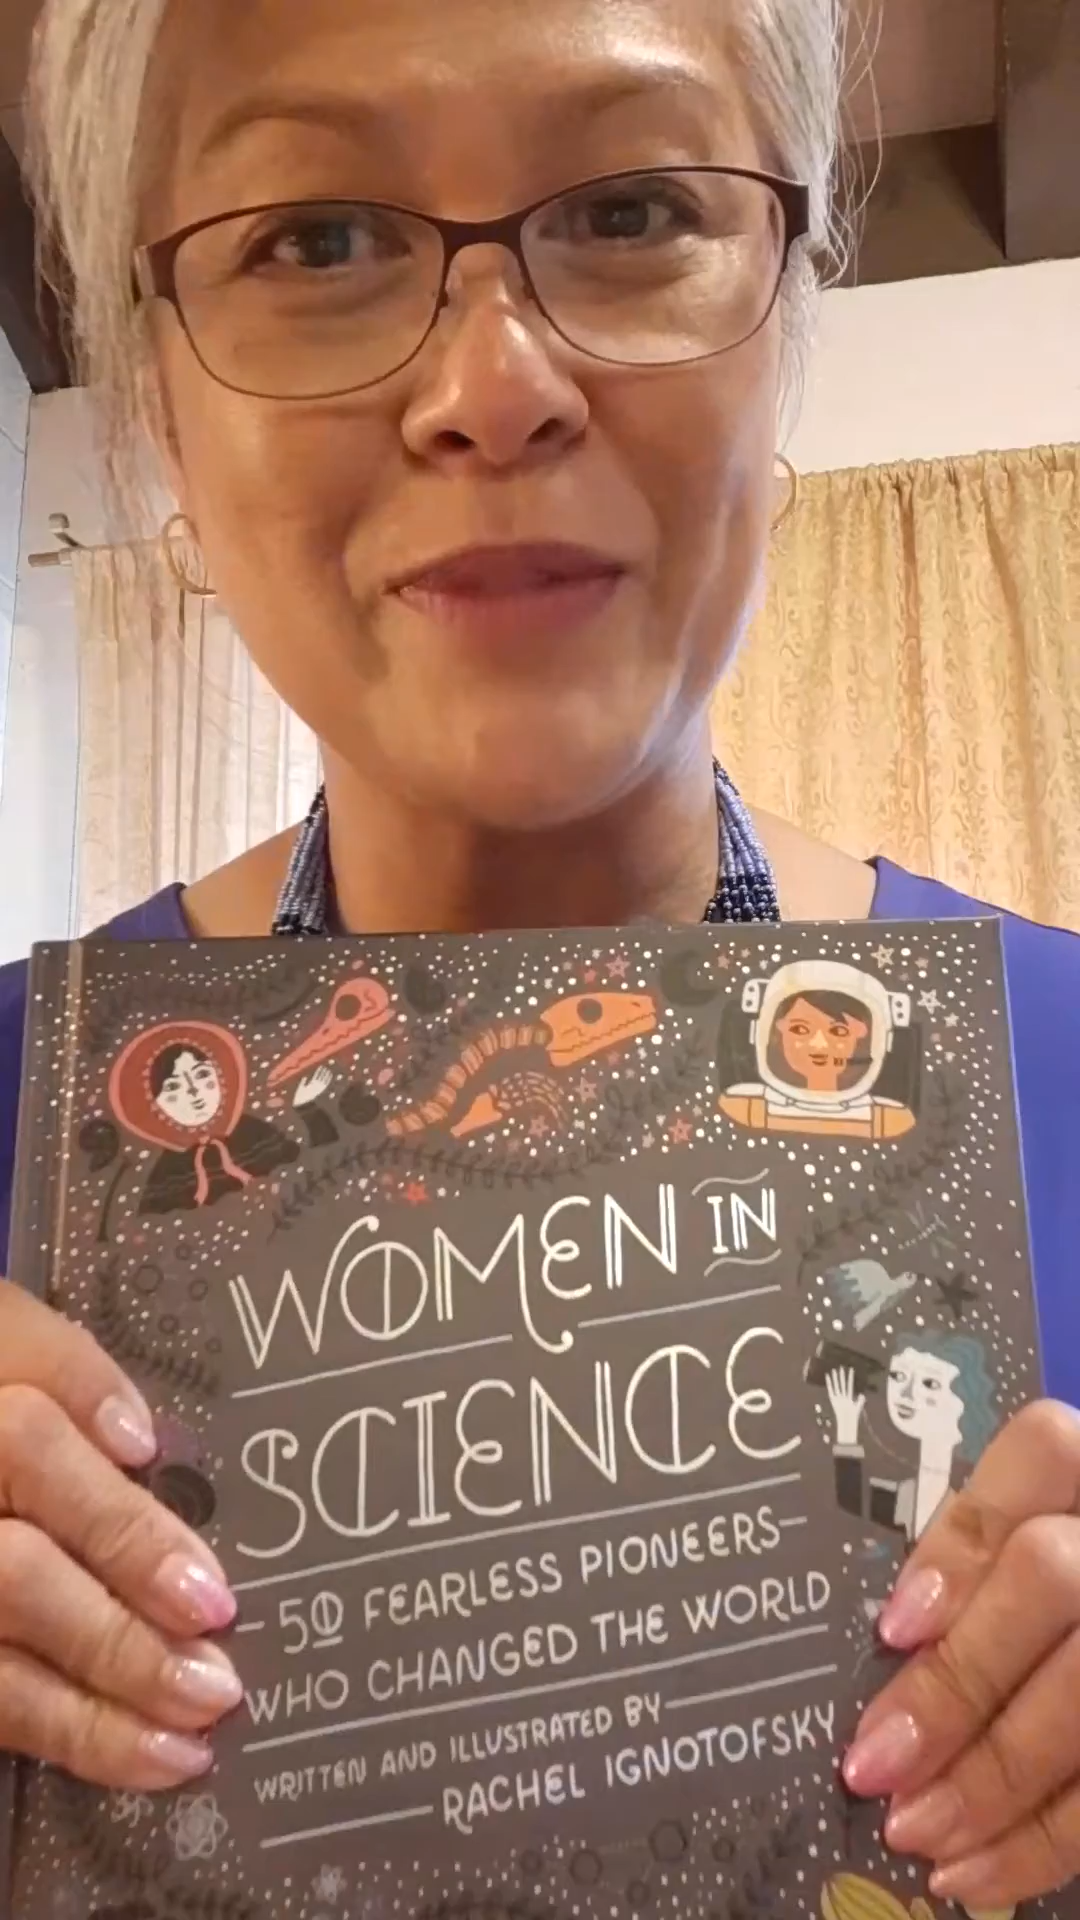 WOMEN IN
SCIENCE
50 FEARLESS PIONEERS
WHO CHANGED THE WORLD
WRITTEN AND ILLUSTRATED BY
RACHEL IGNOTOFSKY